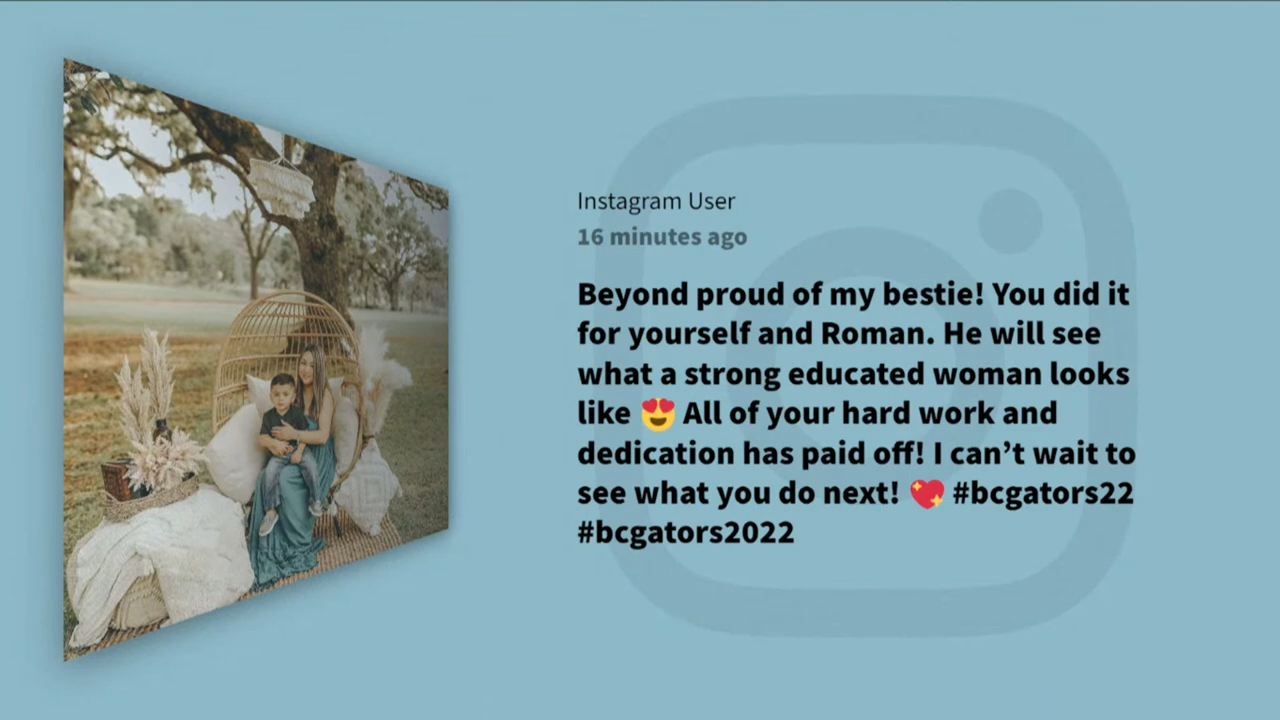 Instagram User
16 minutes ago
Beyond proud of my bestie! You did it
for yourself and Roman. He will see
what a strong educated woman looks
like 😍 All of your hard work and
dedication has paid off! I can’t wait to
see what you do next! 💖 #bcgators22
#bcgators2022